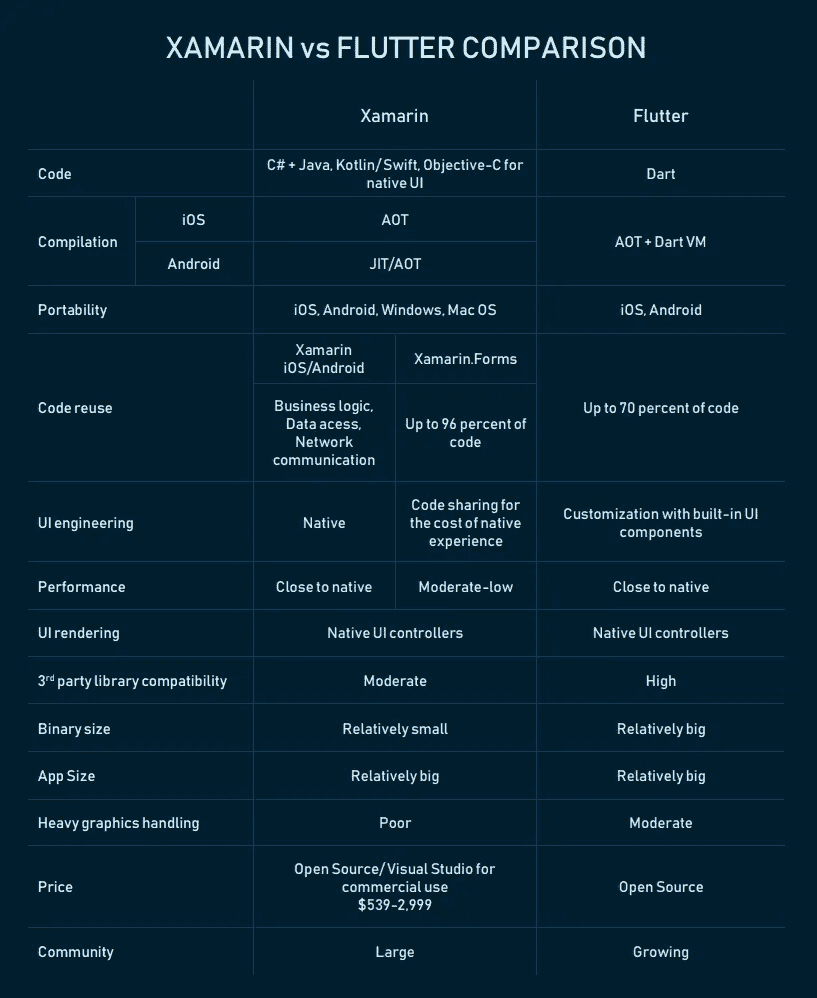 XAMARIN vs FLUTTER COMPARISON
Xamarin
Flutter
Code
C# + Java, Kotlin/Swift, Objective-C for
native UI
Dart
Compilation
iOS
AOT
Android
JIT/AOT
AOT + Dart VM
Portability
iOS, Android, Windows, Mac OS
iOS, Android
Code reuse
Xamarin
iOS/Android
Xamarin.Forms
Business logic,
Data acess,
Network
communication
Up to 96 percent of
code
Up to 70 percent of code
UI engineering
Native
Code sharing for
the cost of native
experience
Customization with built-in UI
components
Performance
Close to native
Moderate-low
Close to native
UI rendering
Native UI controllers
Native UI controllers
3rd party library compatibility
Moderate
High
Binary size
Relatively small
Relatively big
App Size
Relatively big
Relatively big
Heavy graphics handling
Poor
Moderate
Price
Open Source/Visual Studio for
commercial use
$539-2,999
Open Source
Community
Large
Growing